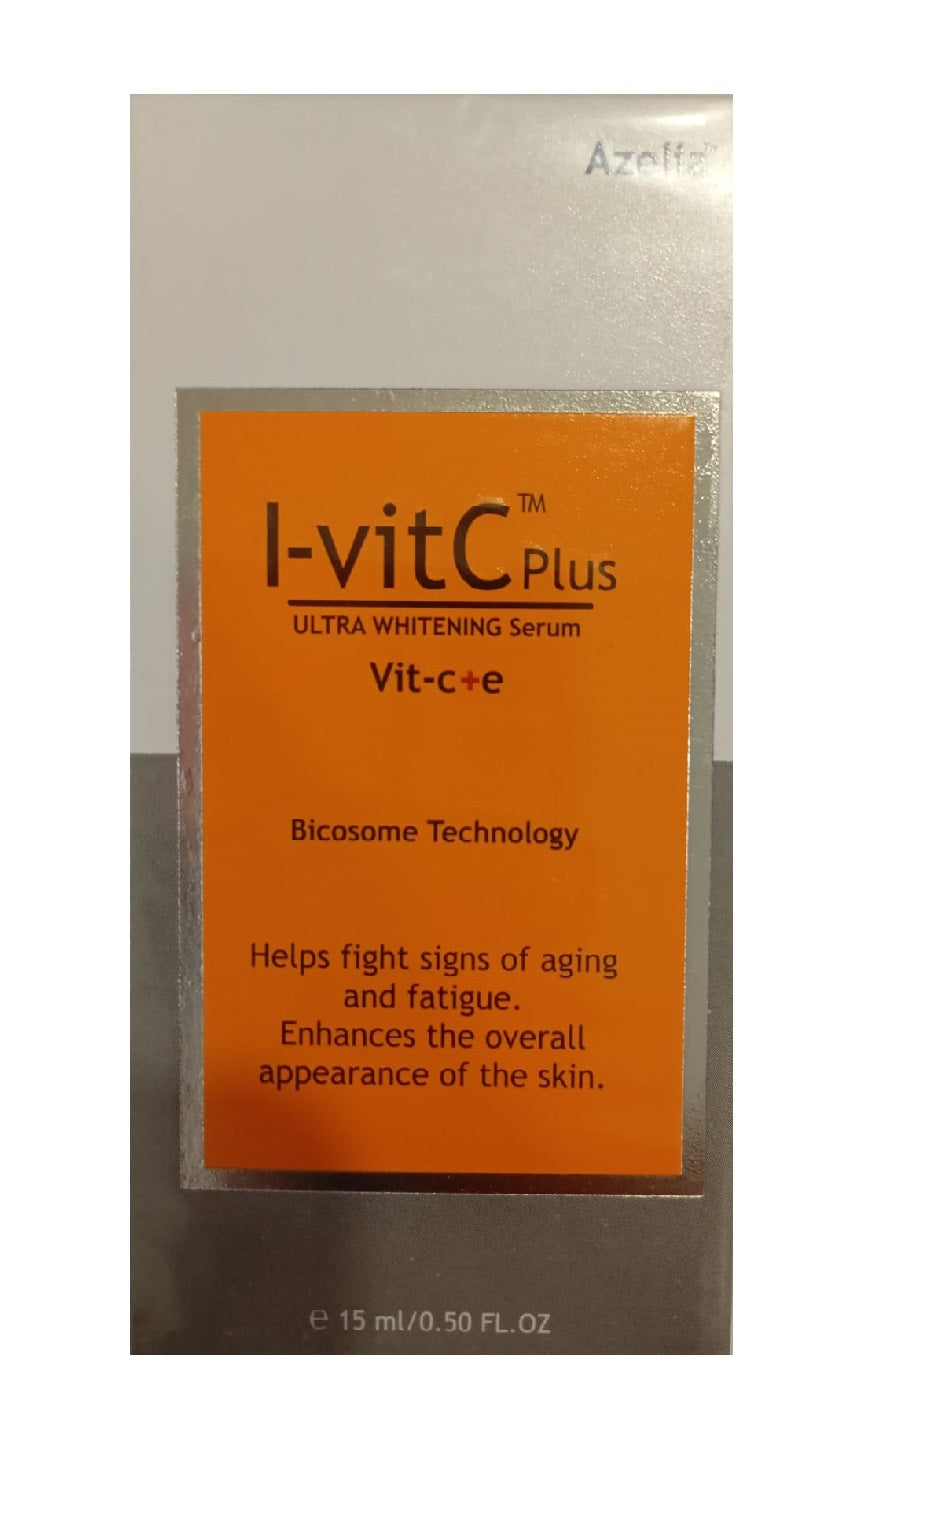 Azelia™
I-vitC™ Plus
ULTRA WHITENING Serum
Vit-c+e
Bicosome Technology
Helps fight signs of aging
and fatigue.
Enhances the overall
appearance of the skin.
℮ 15 ml/0.50 FL.OZ